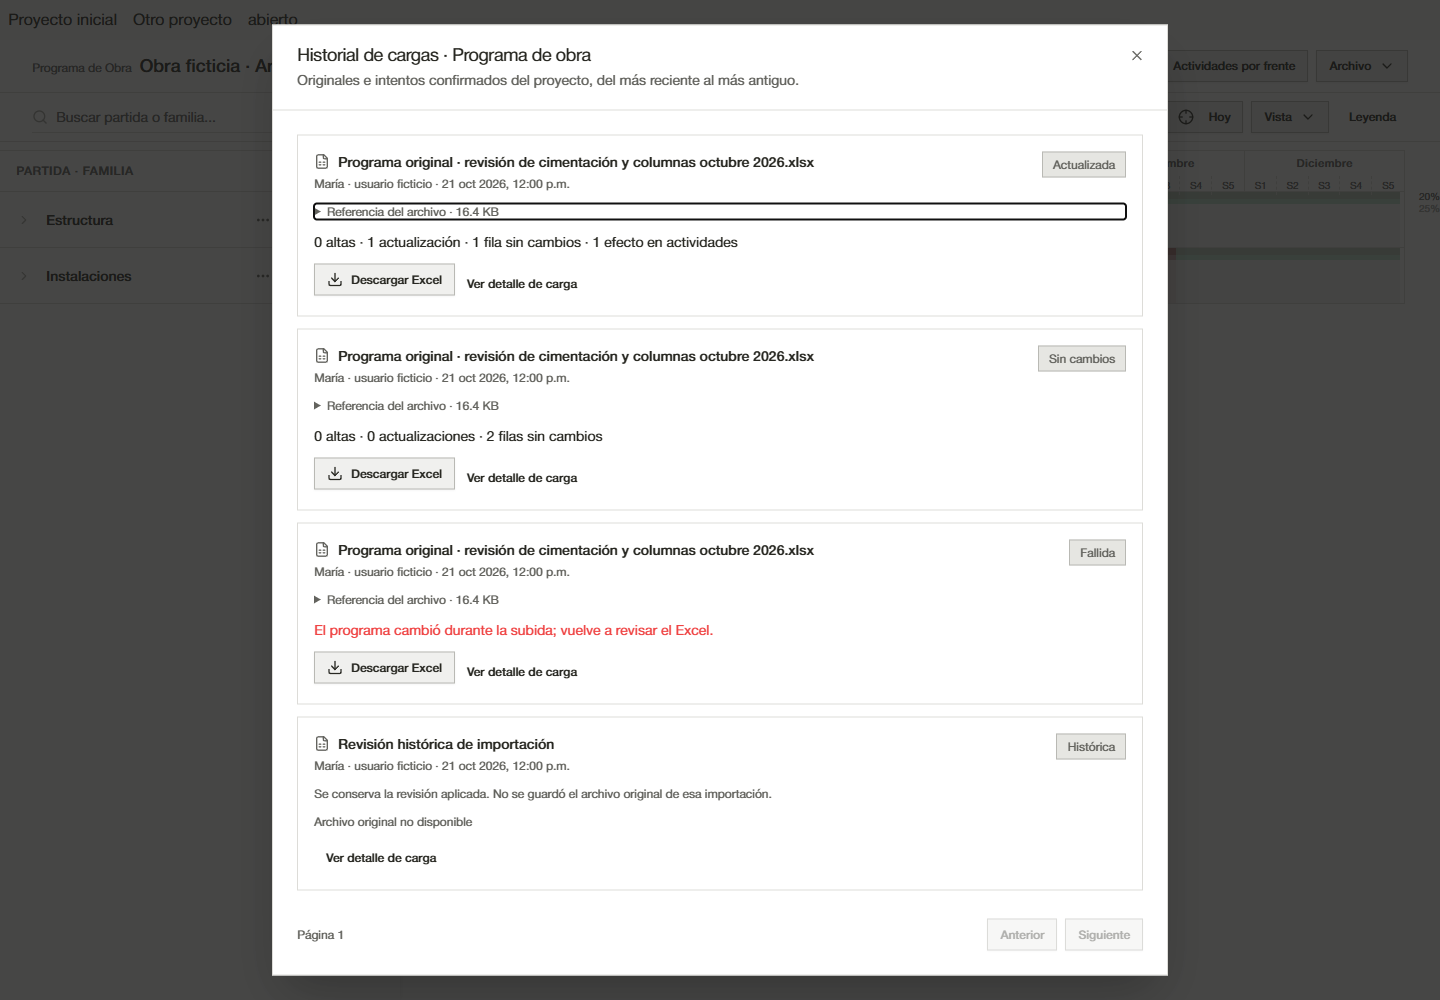 Proyecto inicial Otro proyecto abierto
Programa de Obra Obra ficticia · Ar
Actividades por frente Archivo
Buscar partida o familia...
Hoy Vista Leyenda
PARTIDA · FAMILIA
mbre Diciembre
S4 S5 S1 S2 S3 S4 S5
Estructura ···
20%
25%
Instalaciones ···
Historial de cargas · Programa de obra
Originales e intentos confirmados del proyecto, del más reciente al más antiguo.
Programa original · revisión de cimentación y columnas octubre 2026.xlsx
Actualizada
María · usuario ficticio · 21 oct 2026, 12:00 p.m.
Referencia del archivo · 16.4 KB
0 altas · 1 actualización · 1 fila sin cambios · 1 efecto en actividades
Descargar Excel Ver detalle de carga
Programa original · revisión de cimentación y columnas octubre 2026.xlsx
Sin cambios
María · usuario ficticio · 21 oct 2026, 12:00 p.m.
Referencia del archivo · 16.4 KB
0 altas · 0 actualizaciones · 2 filas sin cambios
Descargar Excel Ver detalle de carga
Programa original · revisión de cimentación y columnas octubre 2026.xlsx
Fallida
María · usuario ficticio · 21 oct 2026, 12:00 p.m.
Referencia del archivo · 16.4 KB
El programa cambió durante la subida; vuelve a revisar el Excel.
Descargar Excel Ver detalle de carga
Revisión histórica de importación
Histórica
María · usuario ficticio · 21 oct 2026, 12:00 p.m.
Se conserva la revisión aplicada. No se guardó el archivo original de esa importación.
Archivo original no disponible
Ver detalle de carga
Página 1
Anterior Siguiente